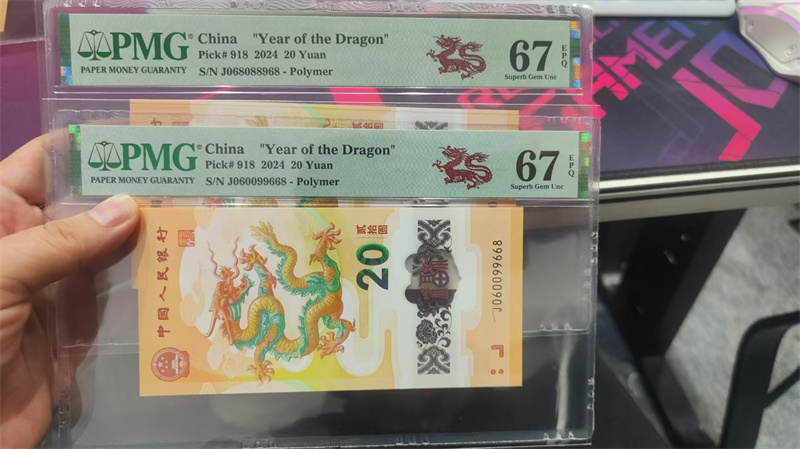 PMG®
PAPER MONEY GUARANTY
China "Year of the Dragon"
Pick# 918 2024 20 Yuan
S/N J068088968 - Polymer
67
EPQ
Superb Gem Unc
PMG®
PAPER MONEY GUARANTY
China "Year of the Dragon"
Pick# 918 2024 20 Yuan
S/N J060099668 - Polymer
67
EPQ
Superb Gem Unc
中國人民銀行
贰拾圆
20
J060099668